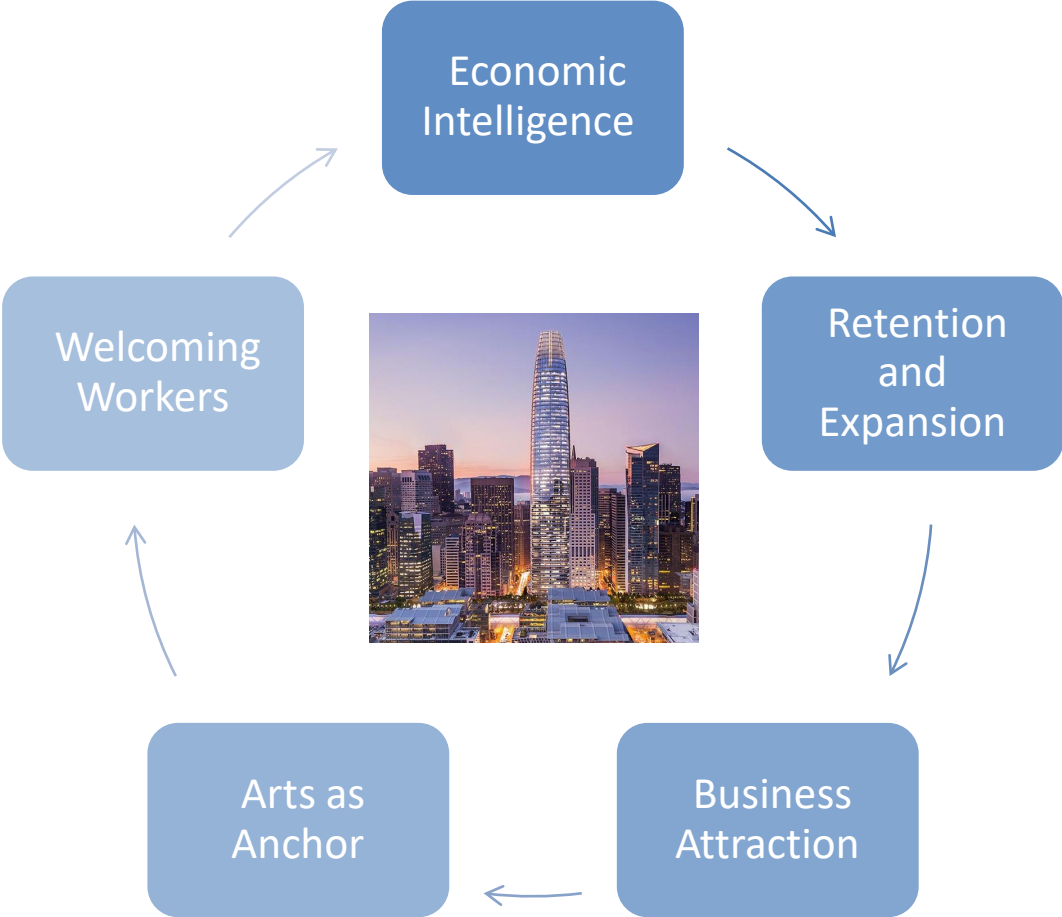 Economic
Intelligence
Retention
and
Expansion
Business
Attraction
Arts as
Anchor
Welcoming
Workers